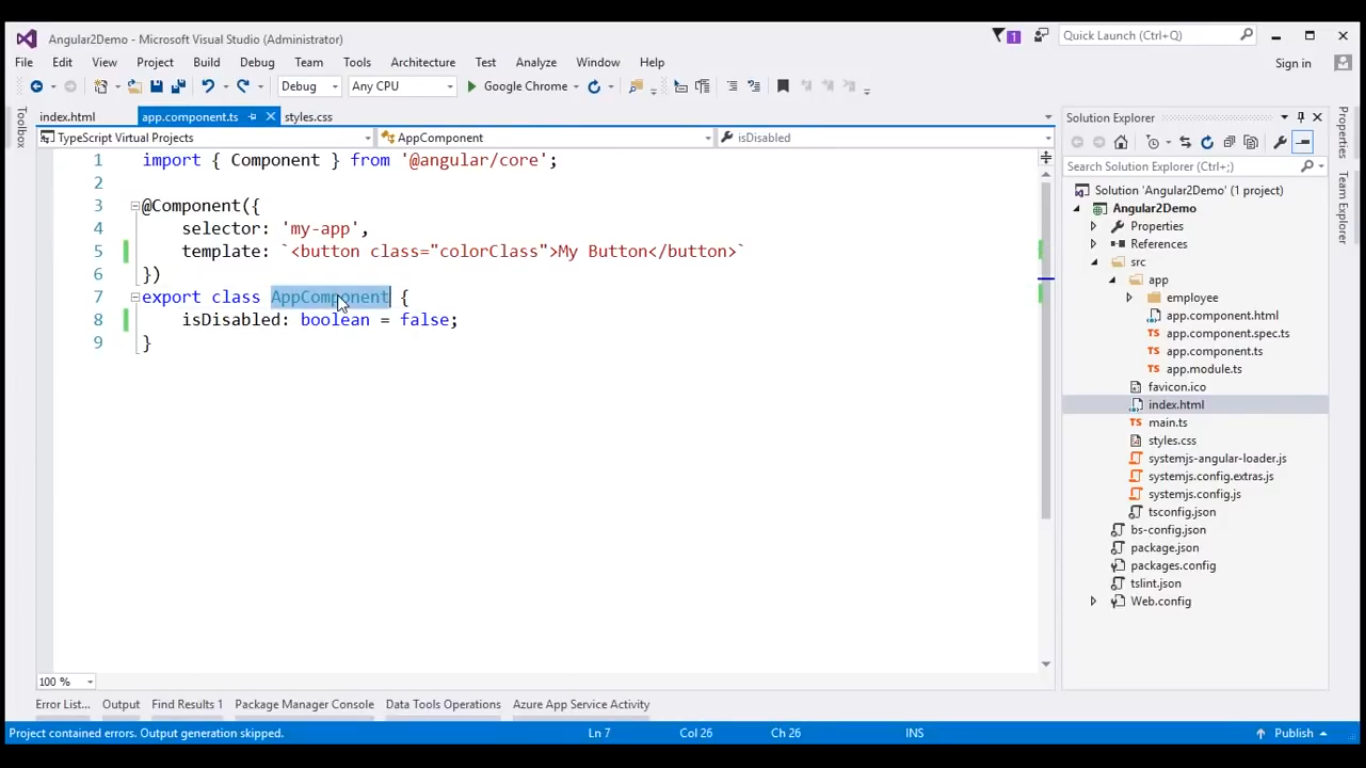 Angular2Demo - Microsoft Visual Studio (Administrator)
1
Quick Launch (Ctrl+Q)
File Edit View Project Build Debug Team Tools Architecture Test Analyze Window Help
Sign in
Debug Any CPU Google Chrome
Toolbox
index.html app.component.ts styles.css
TypeScript Virtual Projects AppComponent isDisabled
1 import { Component } from '@angular/core';
2
3 @Component({
4 selector: 'my-app',
5 template: `<button class="colorClass">My Button</button>`
6 })
7 export class AppComponent {
8 isDisabled: boolean = false;
9 }
100 %
Solution Explorer
Search Solution Explorer (Ctrl+;)
Solution 'Angular2Demo' (1 project)
Angular2Demo
Properties
References
src
app
employee
app.component.html
app.component.spec.ts
app.component.ts
app.module.ts
favicon.ico
index.html
main.ts
styles.css
systemjs-angular-loader.js
systemjs.config.extras.js
systemjs.config.js
tsconfig.json
bs-config.json
package.json
packages.config
tslint.json
Web.config
Properties
Team Explorer
Error List... Output Find Results 1 Package Manager Console Data Tools Operations Azure App Service Activity
Project contained errors. Output generation skipped. Ln 7 Col 26 Ch 26 INS Publish